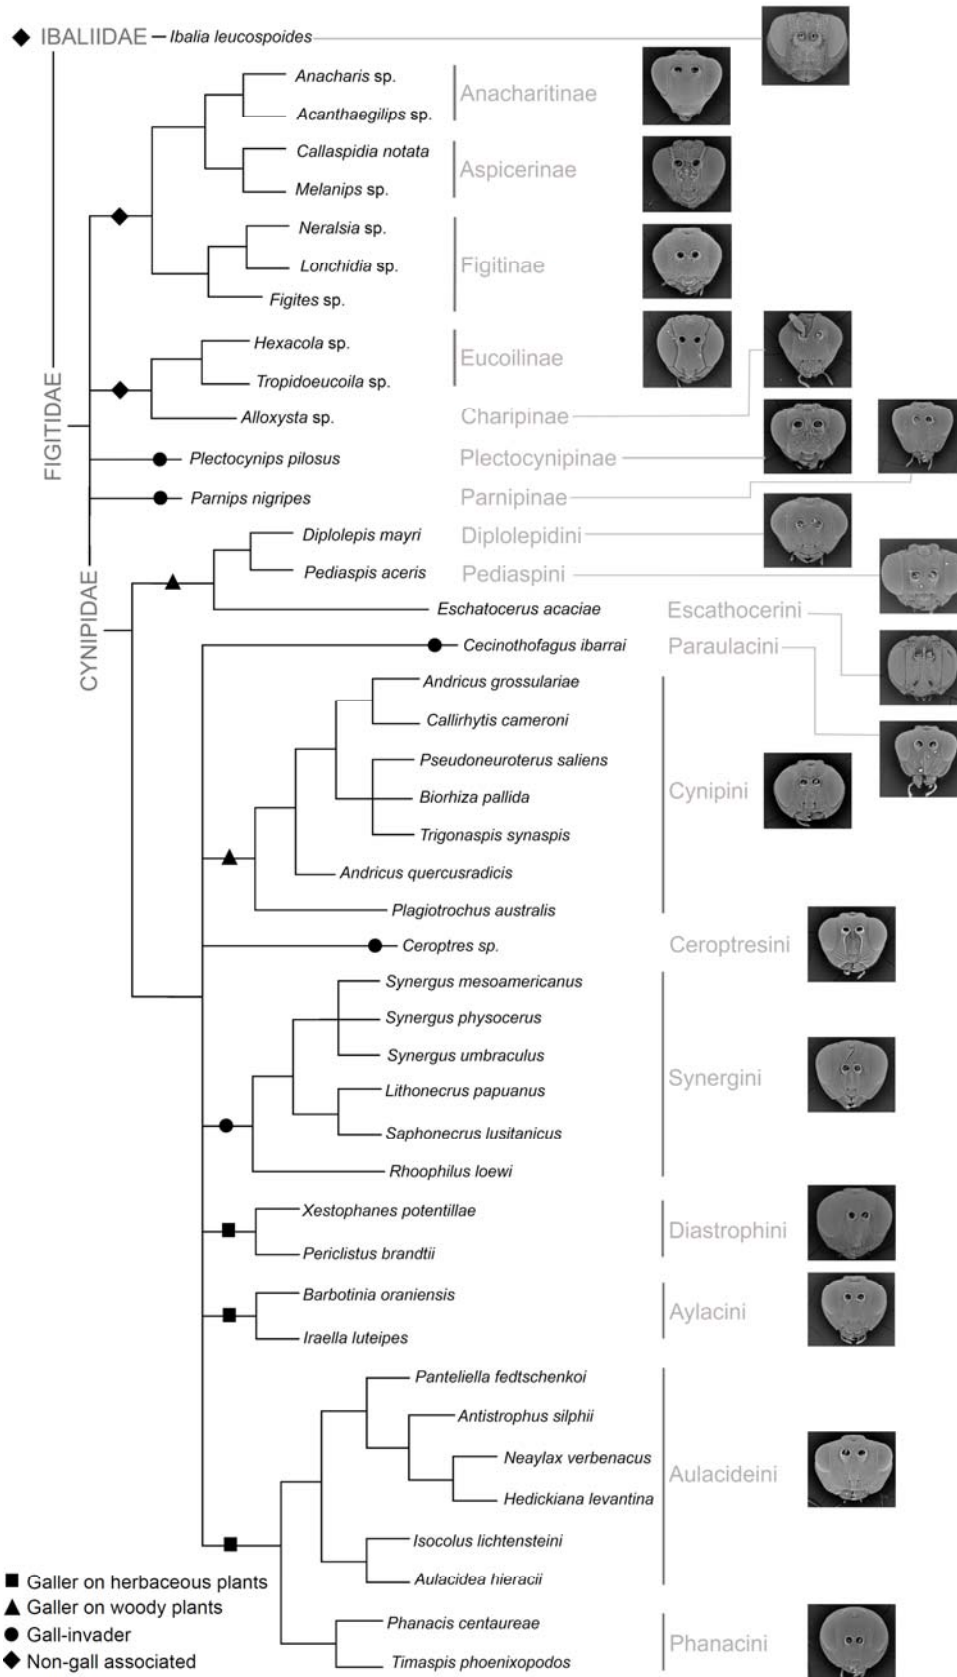 IBALIIDAE
Ibalia leucospoides
Anacharis sp.
Acanthaegilips sp.
Anacharitinae
Callaspidia notata
Melanips sp.
Aspicerinae
Neralsia sp.
Lonchidia sp.
Figites sp.
Figitinae
Hexacola sp.
Tropidoeucoila sp.
Eucoilinae
Alloxysta sp.
Charipinae
FIGITIDAE
Plectocynips pilosus
Plectocynipinae
Parnips nigripes
Parnipinae
Diplolepis mayri
Diplolepidini
Pediaspis aceris
Pediaspini
CYNIPIDAE
Eschatocerus acaciae
Escathocerini
Cecinothofagus ibarrai
Paraulacini
Andricus grossulariae
Callirhytis cameroni
Pseudoneuroterus saliens
Biorhiza pallida
Trigonaspis synaspis
Andricus quercusradicis
Plagiotrochus australis
Cynipini
Ceroptres sp.
Ceroptresini
Synergus mesoamericanus
Synergus physocerus
Synergus umbraculus
Lithonecrus papuanus
Saphonecrus lusitanicus
Rhoophilus loewi
Synergini
Xestophanes potentillae
Periclistus brandtii
Diastrophini
Barbotinia oraniensis
Iraella luteipes
Aylacini
Panteliella fedtschenkoi
Antistrophus silphii
Neaylax verbenacus
Hedickiana levantina
Isocolus lichtensteini
Aulacidea hieracii
Aulacideini
Phanacis centaureae
Timaspis phoenixopodos
Phanacini
Galler on herbaceous plants
Galler on woody plants
Gall-invader
Non-gall associated